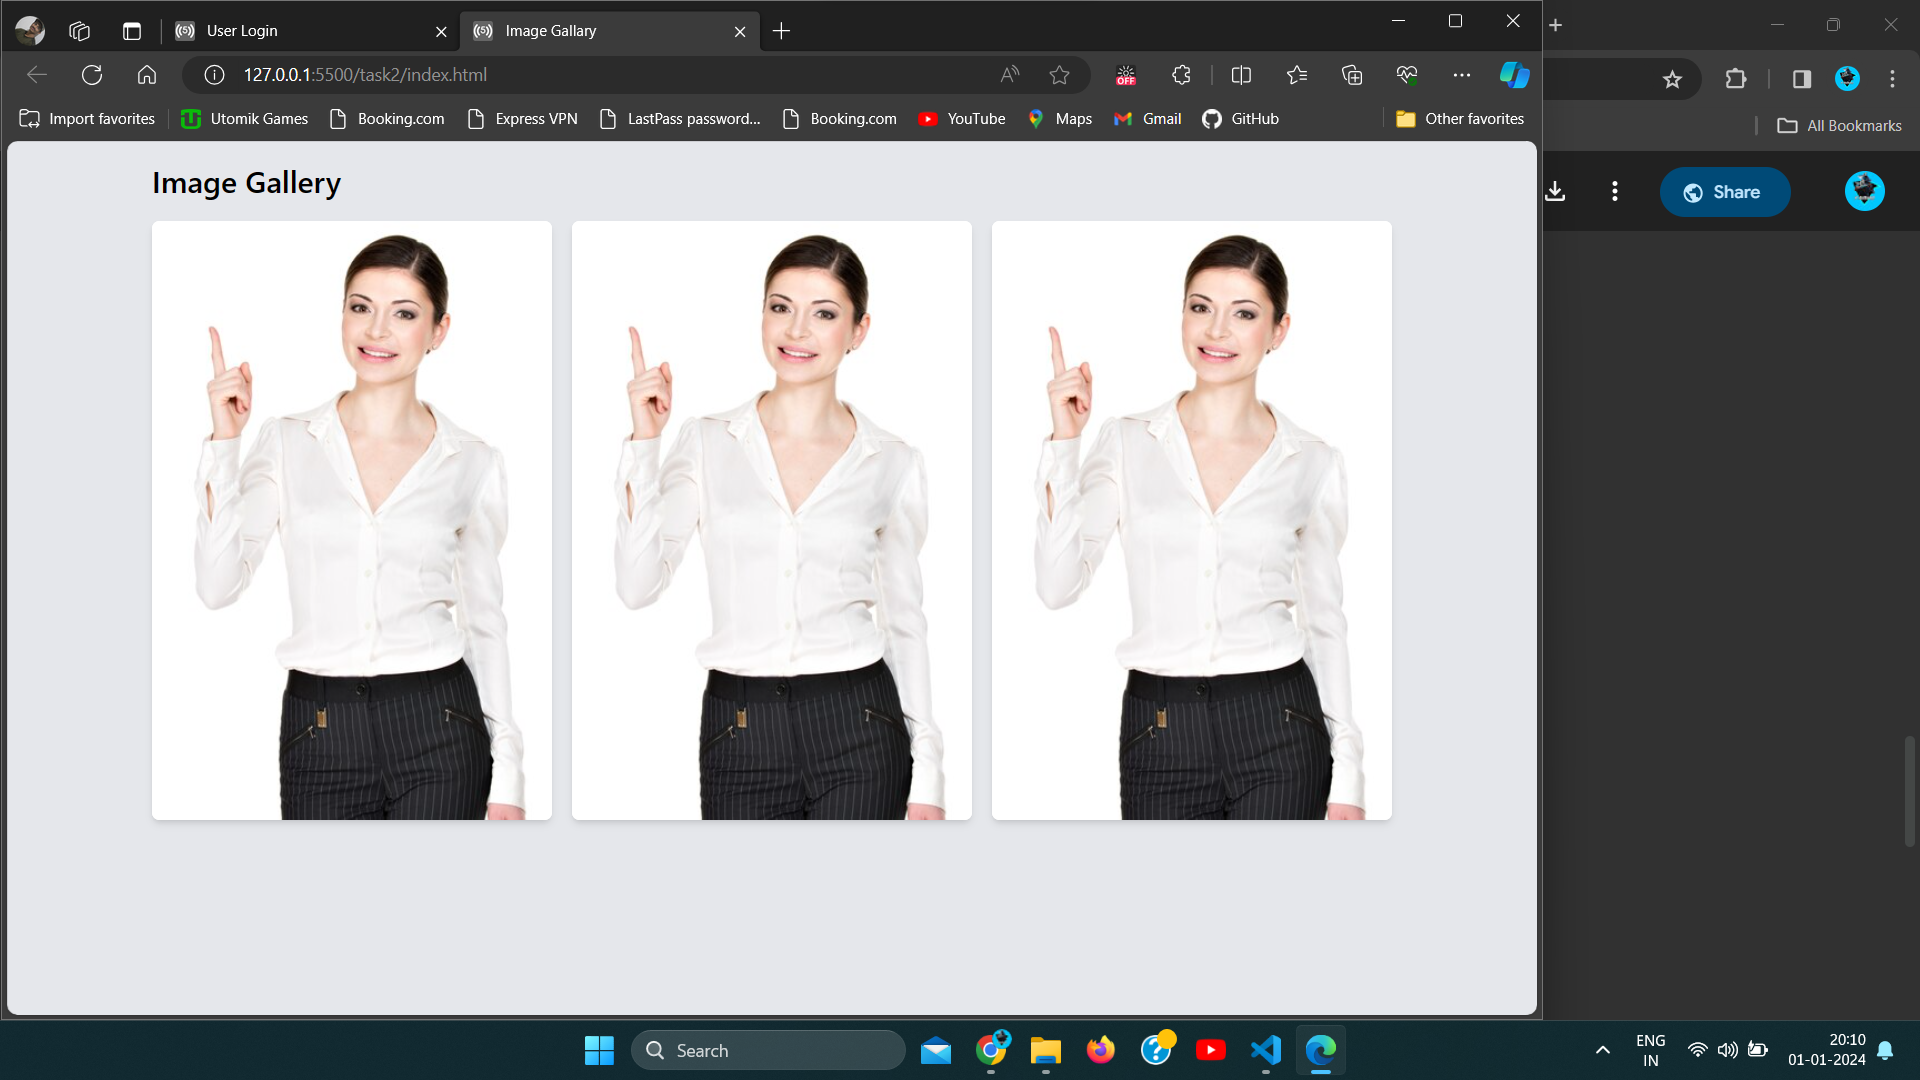 User Login
Image Gallary
127.0.0.1:5500/task2/index.html
OFF
Import favorites
Utomik Games
Booking.com
Express VPN
LastPass password...
Booking.com
YouTube
Maps
Gmail
GitHub
Other favorites
All Bookmarks
Share
Image Gallery
Search
ENG
IN
20:10
01-01-2024